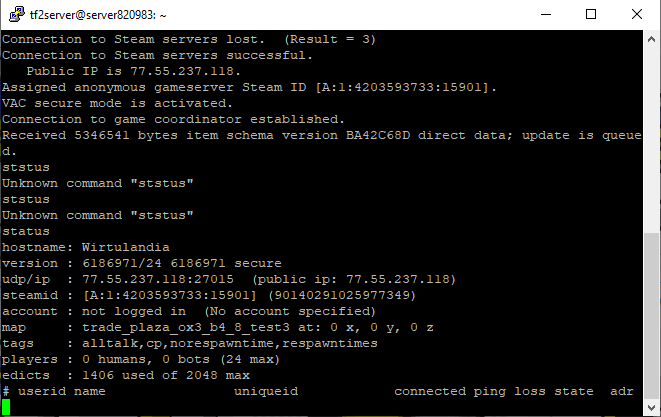 tf2server@server820983: ~
Connection to Steam servers lost.  (Result = 3)
Connection to Steam servers successful.
   Public IP is 77.55.237.118.
Assigned anonymous gameserver Steam ID [A:1:4203593733:15901].
VAC secure mode is activated.
Connection to game coordinator established.
Received 5346541 bytes item schema version BA42C68D direct data; update is queue
d.
ststus
Unknown command "ststus"
ststus
Unknown command "ststus"
status
hostname: Wirtulandia
version : 6186971/24 6186971 secure
udp/ip  : 77.55.237.118:27015  (public ip: 77.55.237.118)
steamid : [A:1:4203593733:15901] (90140291025977349)
account : not logged in  (No account specified)
map     : trade_plaza_ox3_b4_8_test3 at: 0 x, 0 y, 0 z
tags    : alltalk,cp,norespawntime,respawntimes
players : 0 humans, 0 bots (24 max)
edicts  : 1406 used of 2048 max
# userid name                uniqueid            connected ping loss state  adr